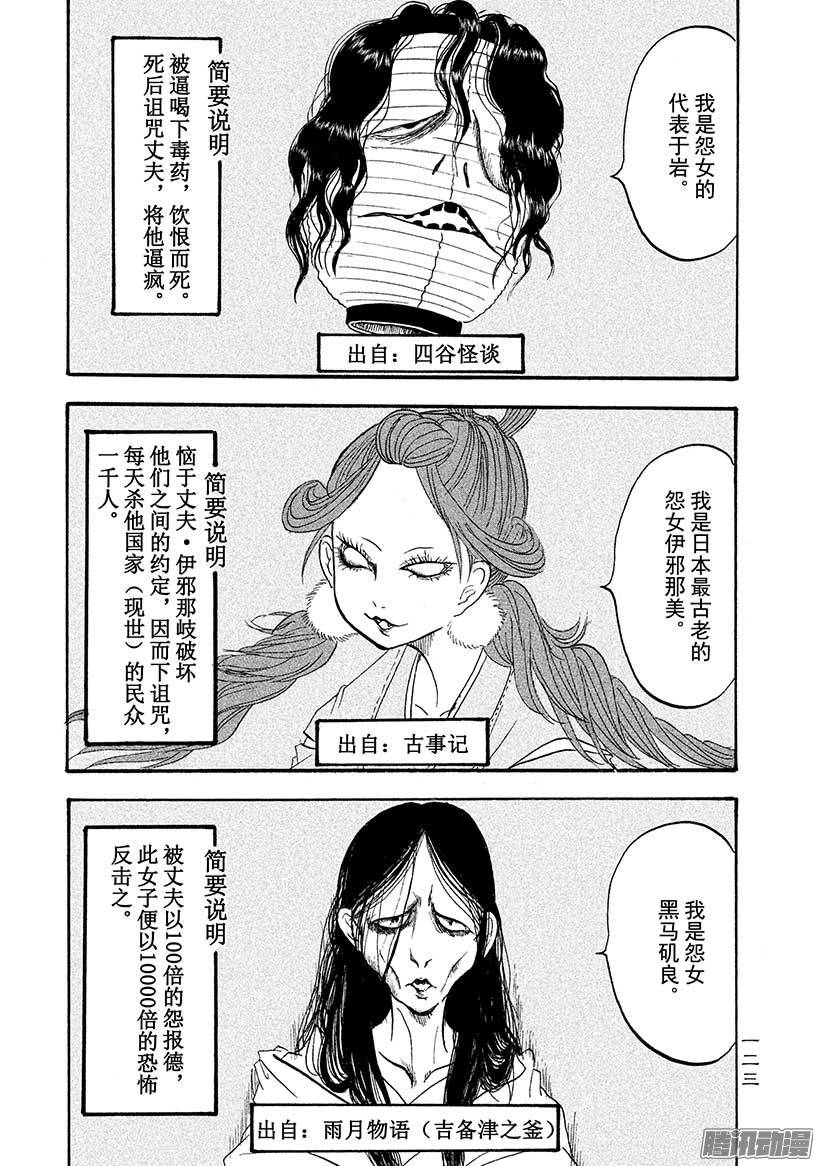 我是怨女的
代表于岩。
简要说明
被逼喝下毒药，饮恨而死。
死后诅咒丈夫，将他逼疯。
出自：四谷怪谈
我是日本最古老的
怨女伊邪那美。
简要说明
恼于丈夫·伊邪那岐破坏
他们之间的约定，因而下诅咒，
每天杀他国家（现世）的民众
一千人。
出自：古事记
我是怨女
黑马矶良。
简要说明
被丈夫以100倍的怨报德，
此女子便以10000倍的恐怖
反击之。
出自：雨月物语（吉备津之釜）
一二三
腾讯动漫